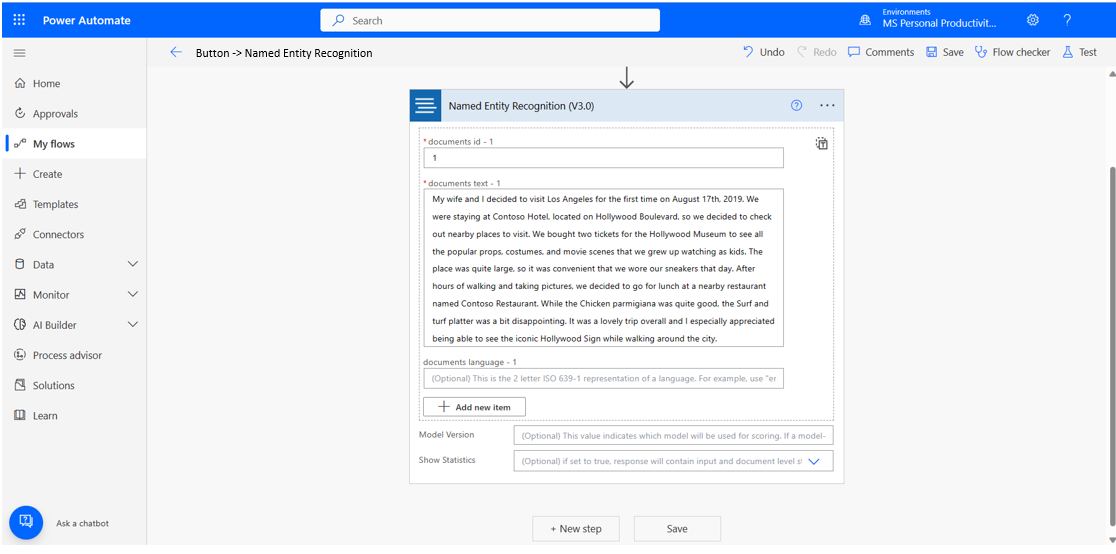 Power Automate
Search
Environments
MS Personal Productivit...
Button -> Named Entity Recognition
Undo
Redo
Comments
Save
Flow checker
Test
Home
Approvals
My flows
Create
Templates
Connectors
Data
Monitor
AI Builder
Process advisor
Solutions
Learn
Ask a chatbot
Named Entity Recognition (V3.0)
* documents id - 1
1
* documents text - 1
My wife and I decided to visit Los Angeles for the first time on August 17th, 2019. We
were staying at Contoso Hotel, located on Hollywood Boulevard, so we decided to check
out nearby places to visit. We bought two tickets for the Hollywood Museum to see all
the popular props, costumes, and movie scenes that we grew up watching as kids. The
place was quite large, so it was convenient that we wore our sneakers that day. After
hours of walking and taking pictures, we decided to go for lunch at a nearby restaurant
named Contoso Restaurant. While the Chicken parmigiana was quite good, the Surf and
turf platter was a bit disappointing. It was a lovely trip overall and I especially appreciated
being able to see the iconic Hollywood Sign while walking around the city.
documents language - 1
(Optional) This is the 2 letter ISO 639-1 representation of a language. For example, use "er
+ Add new item
Model Version
(Optional) This value indicates which model will be used for scoring. If a model-
Show Statistics
(Optional) if set to true, response will contain input and document level s
+ New step
Save